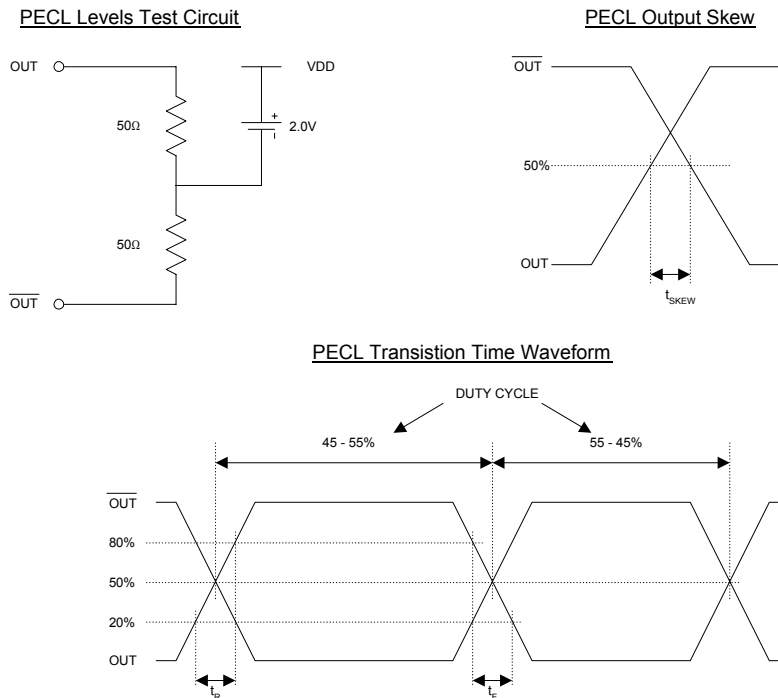 PECL Levels Test Circuit
OUT
VDD
50Ω
+
−
2.0V
50Ω
OUT
PECL Output Skew
OUT
50%
OUT
tSKEW
PECL Transistion Time Waveform
DUTY CYCLE
45 - 55%
55 - 45%
OUT
80%
50%
20%
OUT
tR
tF